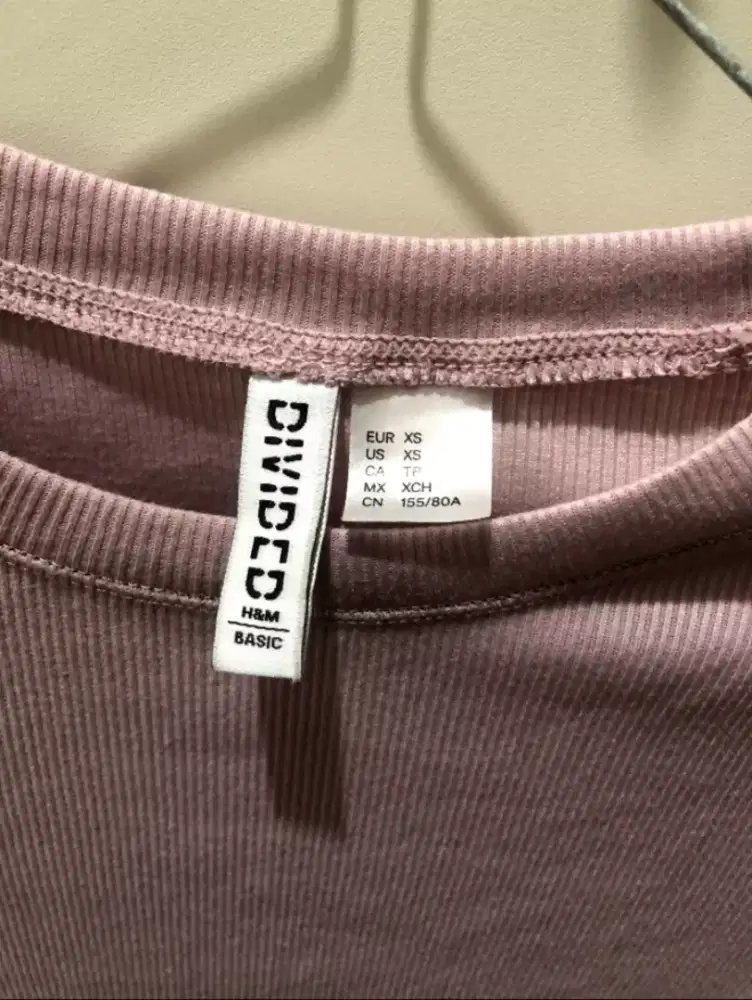 DIVIDED
H&M
BASIC
EUR XS
US XS
CA TP
MX XCH
CN 155/80A